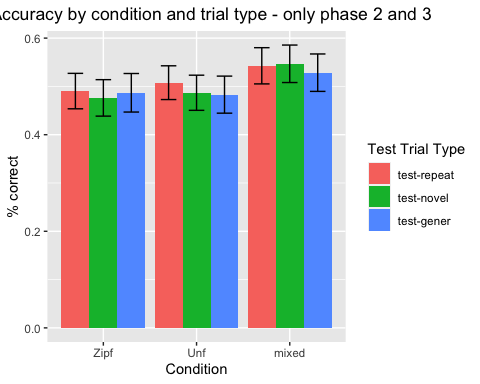 Accuracy by condition and trial type - only phase 2 and 3
0.6
0.4
0.2
0.0
% correct
Zipf
Unf
mixed
Condition
Test Trial Type
test-repeat
test-novel
test-gener